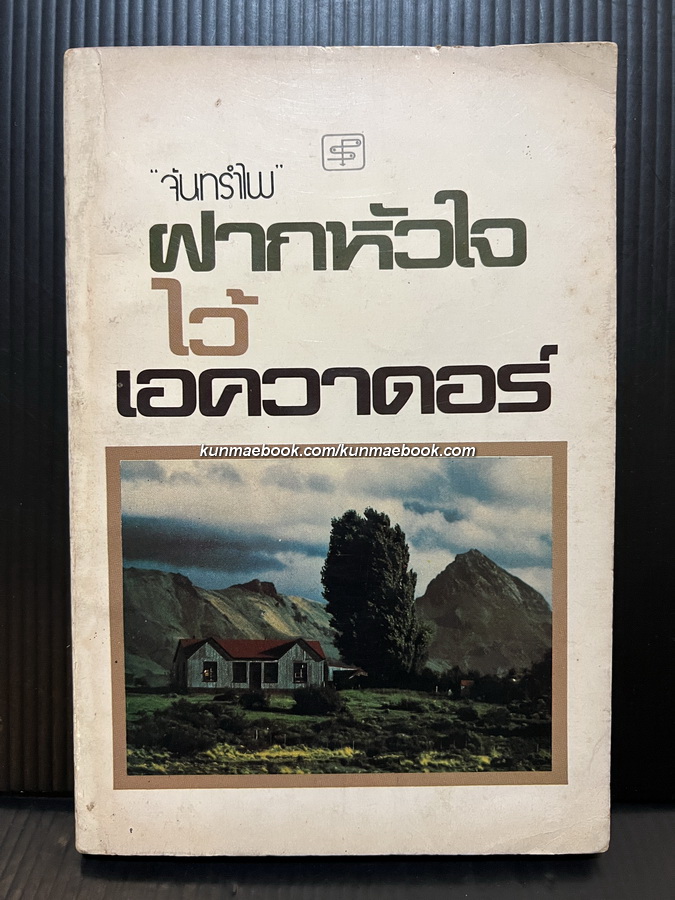 "จันทรำไพ"
ฝากหัวใจ
ไว้
เอควาดอร์
kunmaebook.com/kunmaebook.com